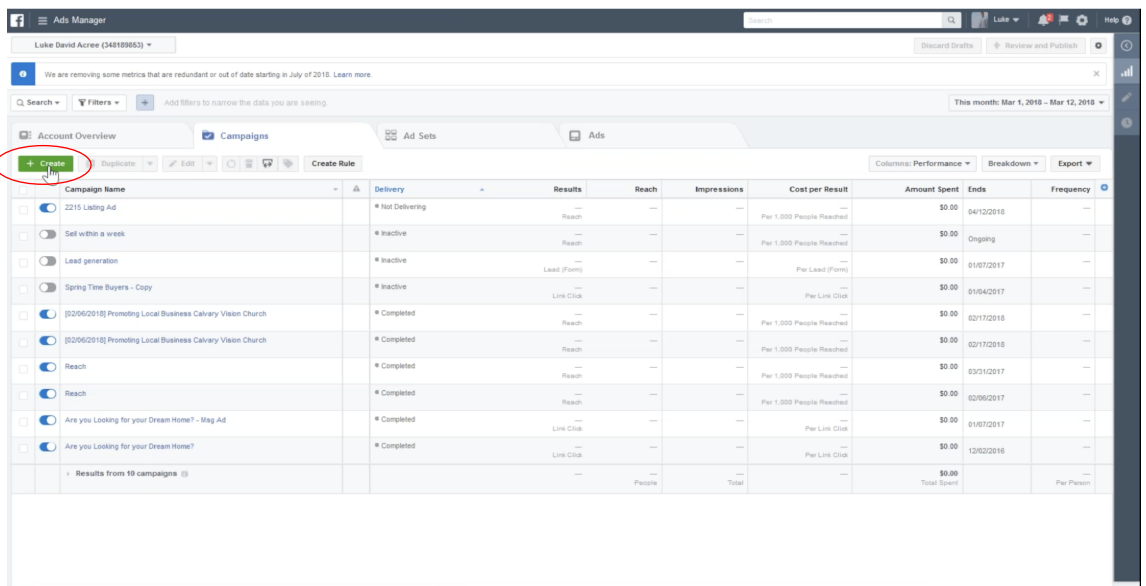 Ads Manager Search Luke 2 Help
Luke David Acree (348189653) Discard Drafts Review and Publish
We are removing some metrics that are redundant or out of date starting in July of 2018. Learn more
Search Filters + Add filters to narrow the data you are seeing. This month: Mar 1, 2018 – Mar 12, 2018
Account Overview Campaigns Ad Sets Ads
+ Create Duplicate Edit Create Rule Columns: Performance Breakdown Export
Campaign Name Delivery Results Reach Impressions Cost per Result Amount Spent Ends Frequency
2215 Listing Ad Not Delivering — — — — $0.00 04/12/2018 —
Reach Per 1,000 People Reached
Sell within a week Inactive — — — — $0.00 Ongoing —
Reach Per 1,000 People Reached
Lead generation Inactive — — — — $0.00 01/07/2017 —
Lead (Form) Per Lead (Form)
Spring Time Buyers - Copy Inactive — — — — $0.00 01/04/2017 —
Link Click Per Link Click
[02/06/2018] Promoting Local Business Calvary Vision Church Completed — — — — $0.00 02/17/2018 —
Reach Per 1,000 People Reached
[02/06/2018] Promoting Local Business Calvary Vision Church Completed — — — — $0.00 02/17/2018 —
Reach Per 1,000 People Reached
Reach Completed — — — — $0.00 03/31/2017 —
Reach Per 1,000 People Reached
Reach Completed — — — — $0.00 02/06/2017 —
Reach Per 1,000 People Reached
Are you Looking for your Dream Home? - Msg Ad Completed — — — — $0.00 01/07/2017 —
Link Click Per Link Click
Are you Looking for your Dream Home? Completed — — — — $0.00 12/02/2016 —
Link Click Per Link Click
Results from 10 campaigns — — — — $0.00 —
People Total Total Spent Per Person